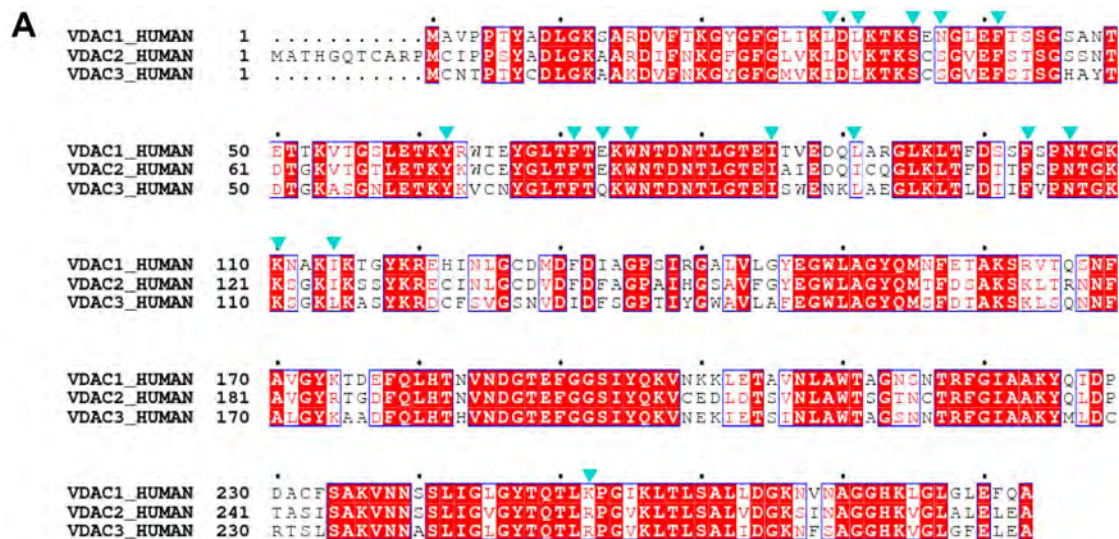 A
VDAC1_HUMAN 1 ...........MAVPPTYADLGKSARDVFTKGYGFGLIKLDLKTKSENGLEFTSSGSANT
VDAC2_HUMAN 1 MATHGQTCARPMCIPPSYADLGKAARDIFNKGYGFGLVKLDVKTKSCSGVEFSTSGSSNT
VDAC3_HUMAN 1 ...........MCNTPTYCDLGKAAKDVFNKGYGFGMVKIDLKTKSCSGVEFSTSGHAYT
VDAC1_HUMAN 50 ETTKVTGSLETKYRWTEYGLTFTEKWNTDNTLGTEITVEDQLARGLKLTFDSSFSPNTGK
VDAC2_HUMAN 61 DTGKVTGTLETKYKWCEYGLTFTEKWNTDNTLGTEIAIEDQICQGLKLTFDTTFSPNTGK
VDAC3_HUMAN 50 DTGKASGNLETKYKVCNYGLTFTQKWNTDNTLGTEISWENKLAEGLKLTLDTIFVPNTGK
VDAC1_HUMAN 110 KNAKIKTGYKREHINLGCDMDFDIAGPSIRGALVLGYEGWLAGYQMNFETAKSRVTQSNF
VDAC2_HUMAN 121 KSGKIKSSYKRECINLGCDVDFDFAGPAIHGSAVFGYEGWLAGYQMTFDSAKSKLTRNNF
VDAC3_HUMAN 110 KSGKLKASYKRDCFSVGSNVDIDFSGPTIYGWAVLAFEGWLAGYQMSFDTAKSKLSQNNF
VDAC1_HUMAN 170 AVGYKTDEFQLHTNVNDGTEFGGSIYQKVNKKLETAVNLAWTAGNSNTRFGIAAKYQIDP
VDAC2_HUMAN 181 AVGYRTGDFQLHTNVNDGTEFGGSIYQKVCEDLDTSVNLAWTSGTNCTRFGIAAKYQLDP
VDAC3_HUMAN 170 ALGYKAADFQLHTHVNDGTEFGGSIYQKVNEKIETSINLAWTAGSNNTRFGIAAKYMLDC
VDAC1_HUMAN 230 DACFSAKVNNSSLIGLGYTQTLKPGIKLTLSALLDGKNVNAGGHKLGLGLEFQA
VDAC2_HUMAN 241 TASISAKVNNSSLIGVGYTQTLRPGVKLTLSALVDGKSINAGGHKVGLALELEA
VDAC3_HUMAN 230 RTSLSAKVNNASLIGLGYTQTLRPGVKLTLSALIDGKNFSAGGHKVGLGFELEA